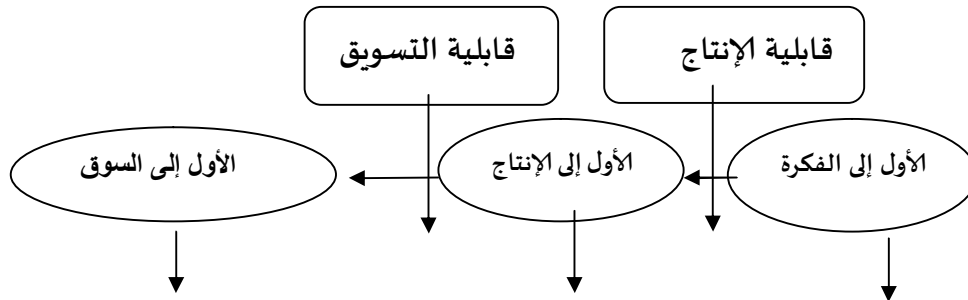 قابلية الإنتاج
قابلية التسويق
الأول إلى الفكرة
الأول إلى الإنتاج
الأول إلى السوق